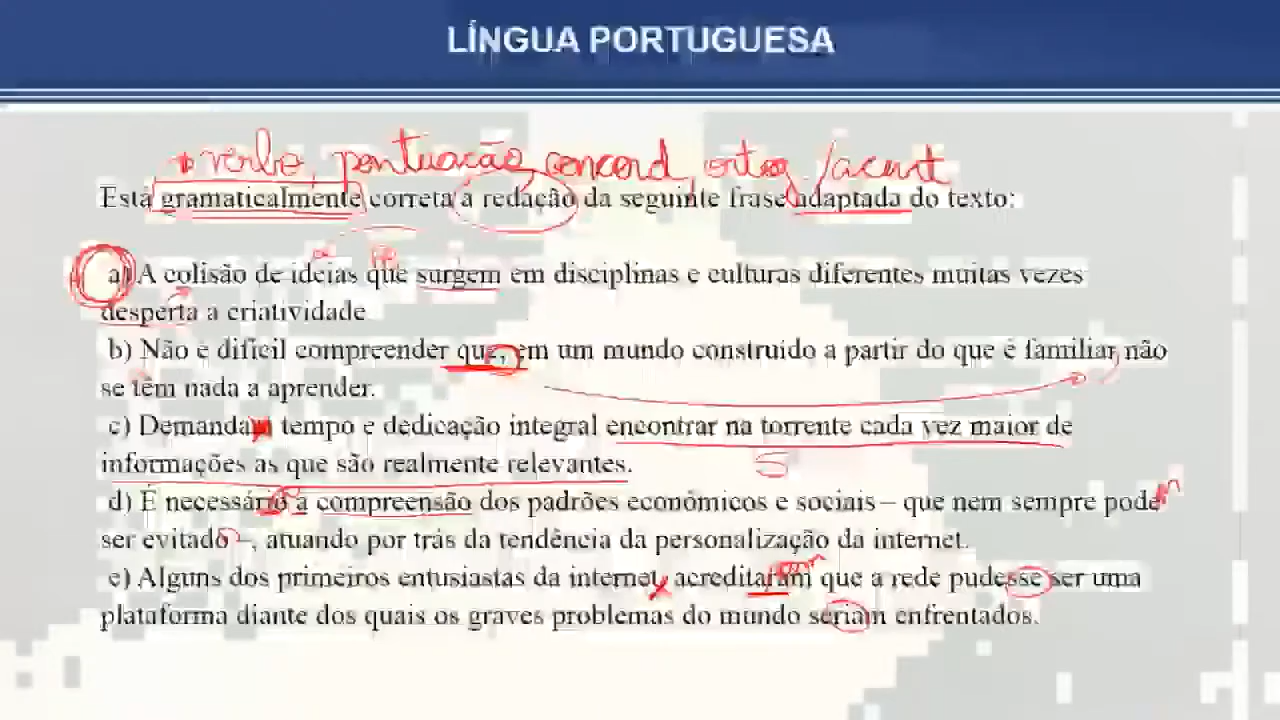 LÍNGUA PORTUGUESA
verbo, pontuação, concord, ortog /acent
Está gramaticalmente correta a redação da seguinte frase adaptada do texto:
a) A colisão de ideias que surgem em disciplinas e culturas diferentes muitas vezes
desperta a criatividade.
b) Não é difícil compreender que, em um mundo construído a partir do que é familiar, não
se têm nada a aprender.
c) Demandam tempo e dedicação integral encontrar na torrente cada vez maior de
informações as que são realmente relevantes.
S
d) É necessário a compreensão dos padrões econômicos e sociais – que nem sempre pode
m
ser evitado –, atuando por trás da tendência da personalização da internet.
e) Alguns dos primeiros entusiastas da internet, acreditaram que a rede pudesse ser uma
plataforma diante dos quais os graves problemas do mundo seriam enfrentados.